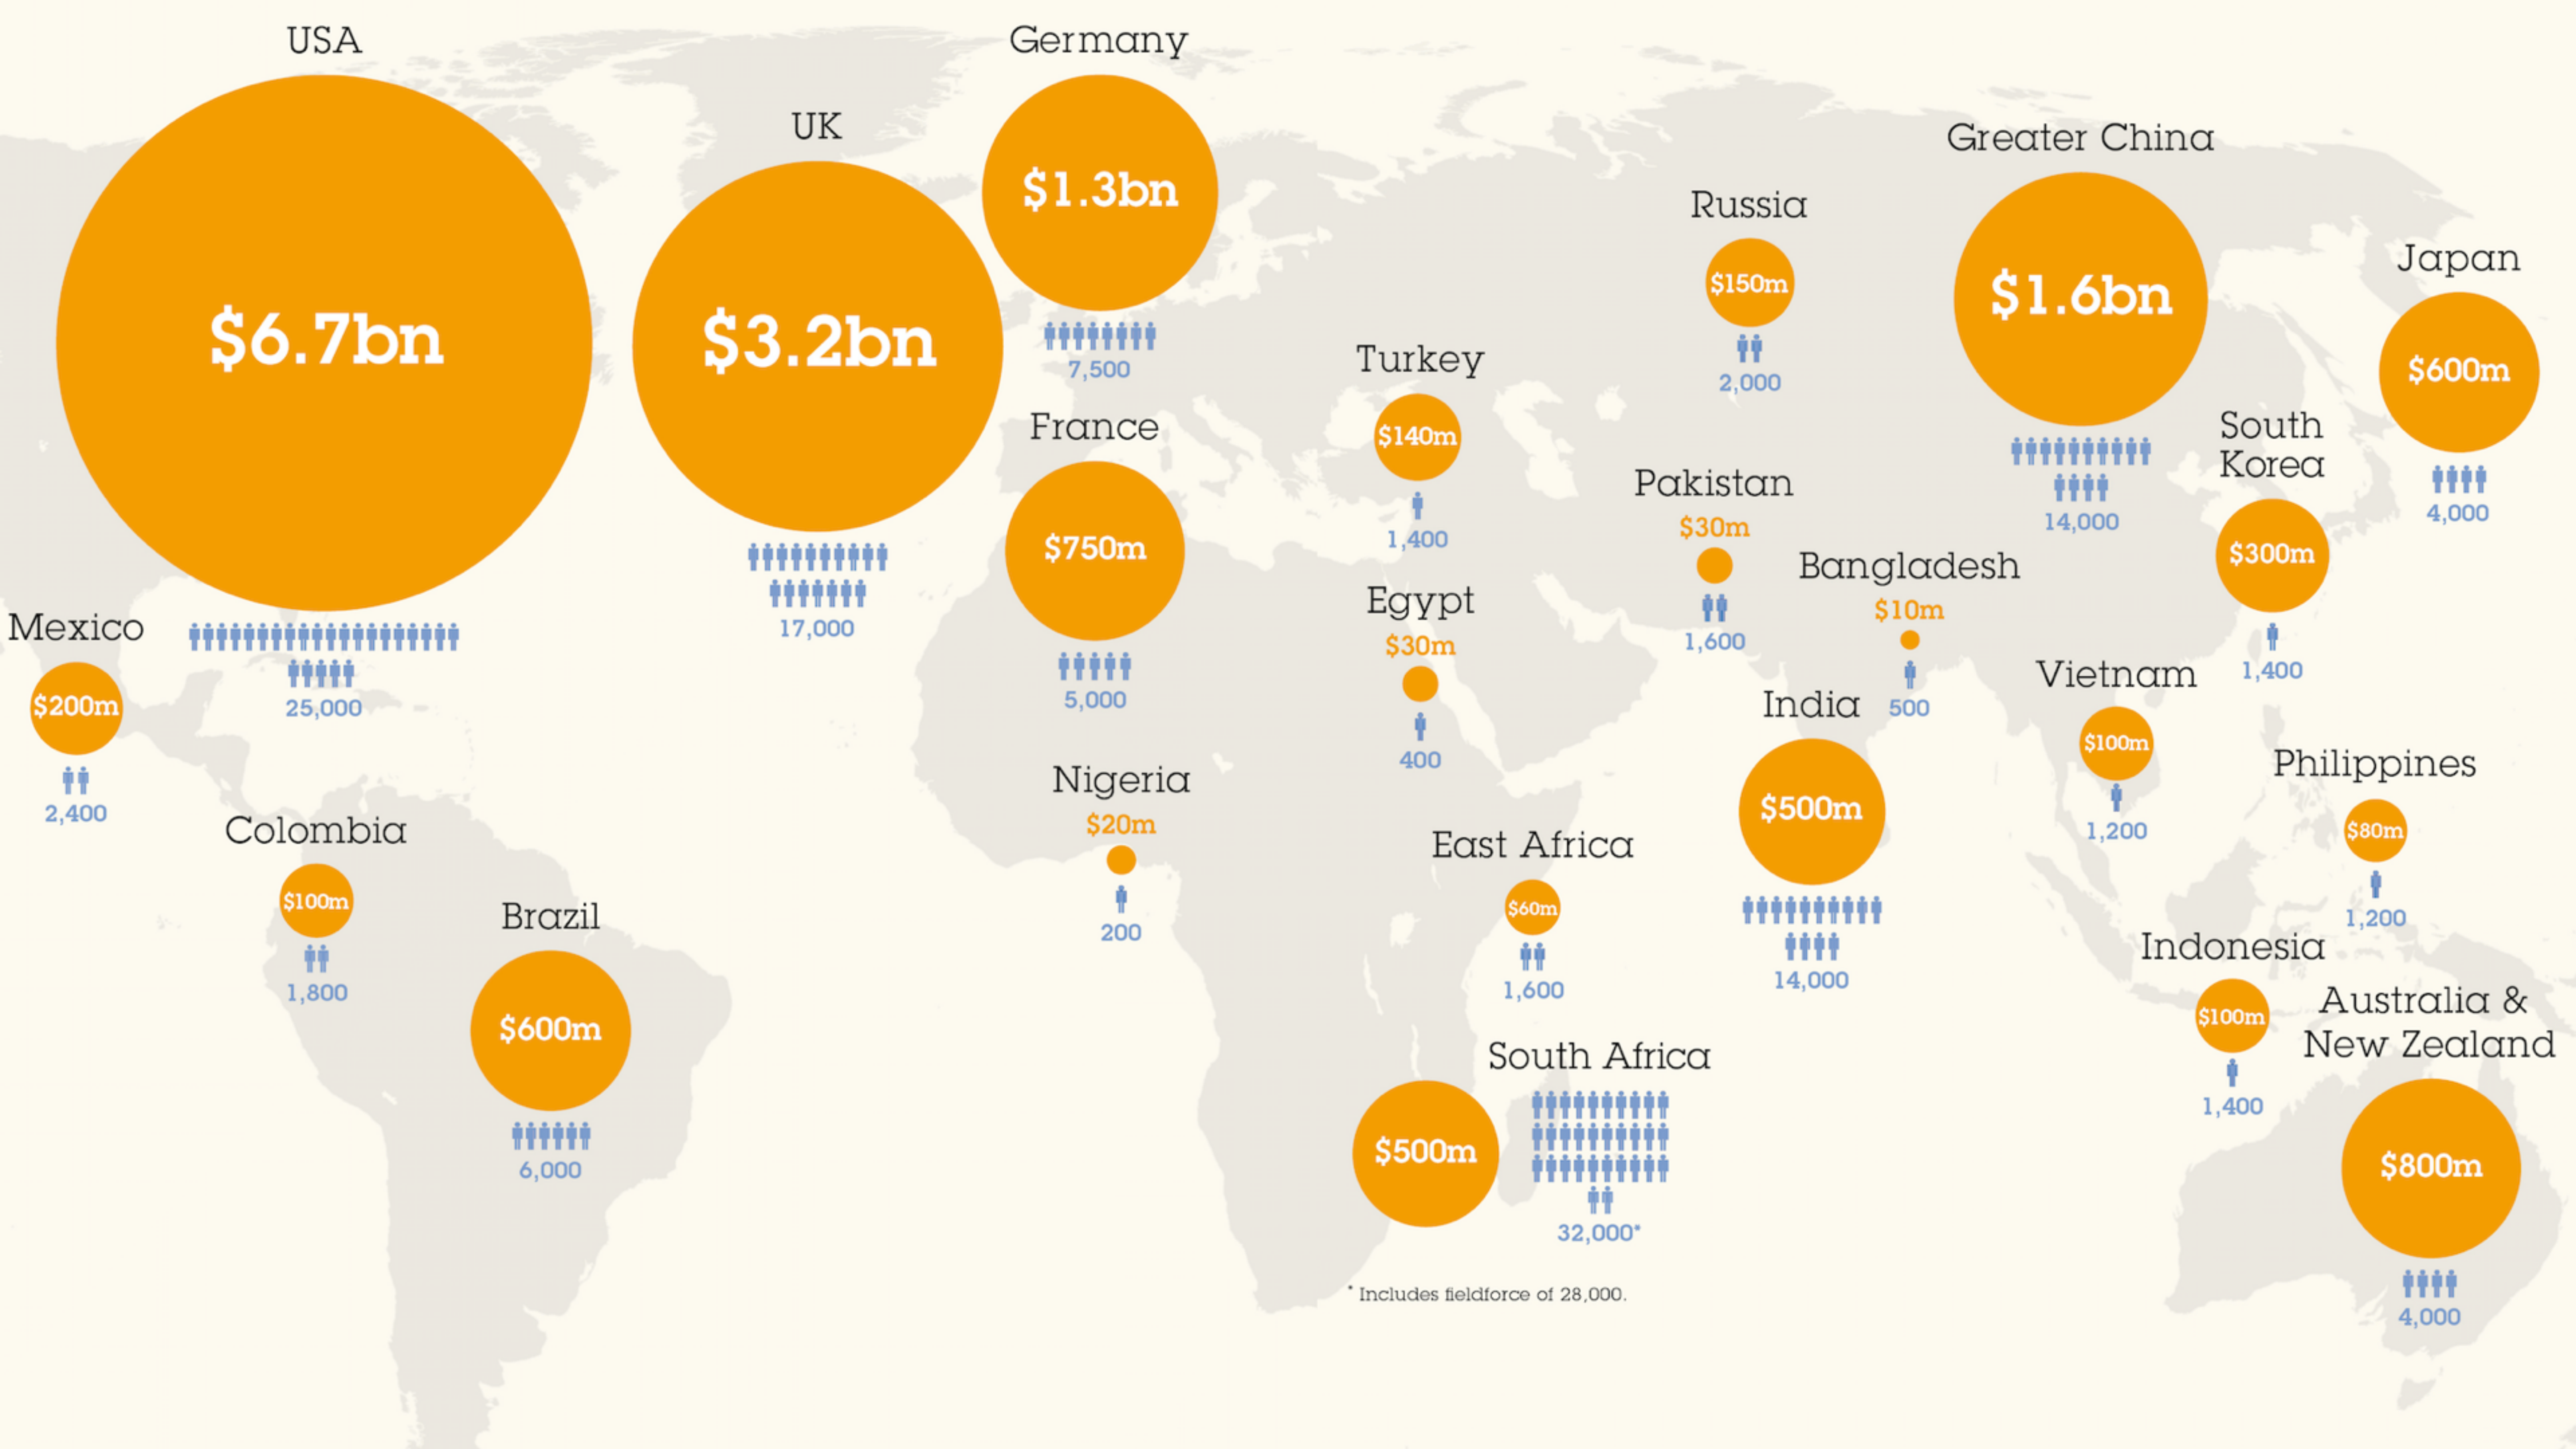 USA
$6.7bn
25,000
UK
$3.2bn
17,000
Germany
$1.3bn
7,500
France
$750m
5,000
Turkey
$140m
1,400
Russia
$150m
2,000
Greater China
$1.6bn
14,000
Japan
$600m
4,000
South
Korea
$300m
1,400
Pakistan
$30m
1,600
Bangladesh
$10m
500
Egypt
$30m
400
Mexico
$200m
2,400
Colombia
$100m
1,800
Brazil
$600m
6,000
Nigeria
$20m
200
East Africa
$60m
1,600
India
$500m
14,000
Vietnam
$100m
1,200
Philippines
$80m
1,200
Indonesia
$100m
1,400
Australia &
New Zealand
$800m
4,000
South Africa
$500m
32,000*
* Includes fieldforce of 28,000.